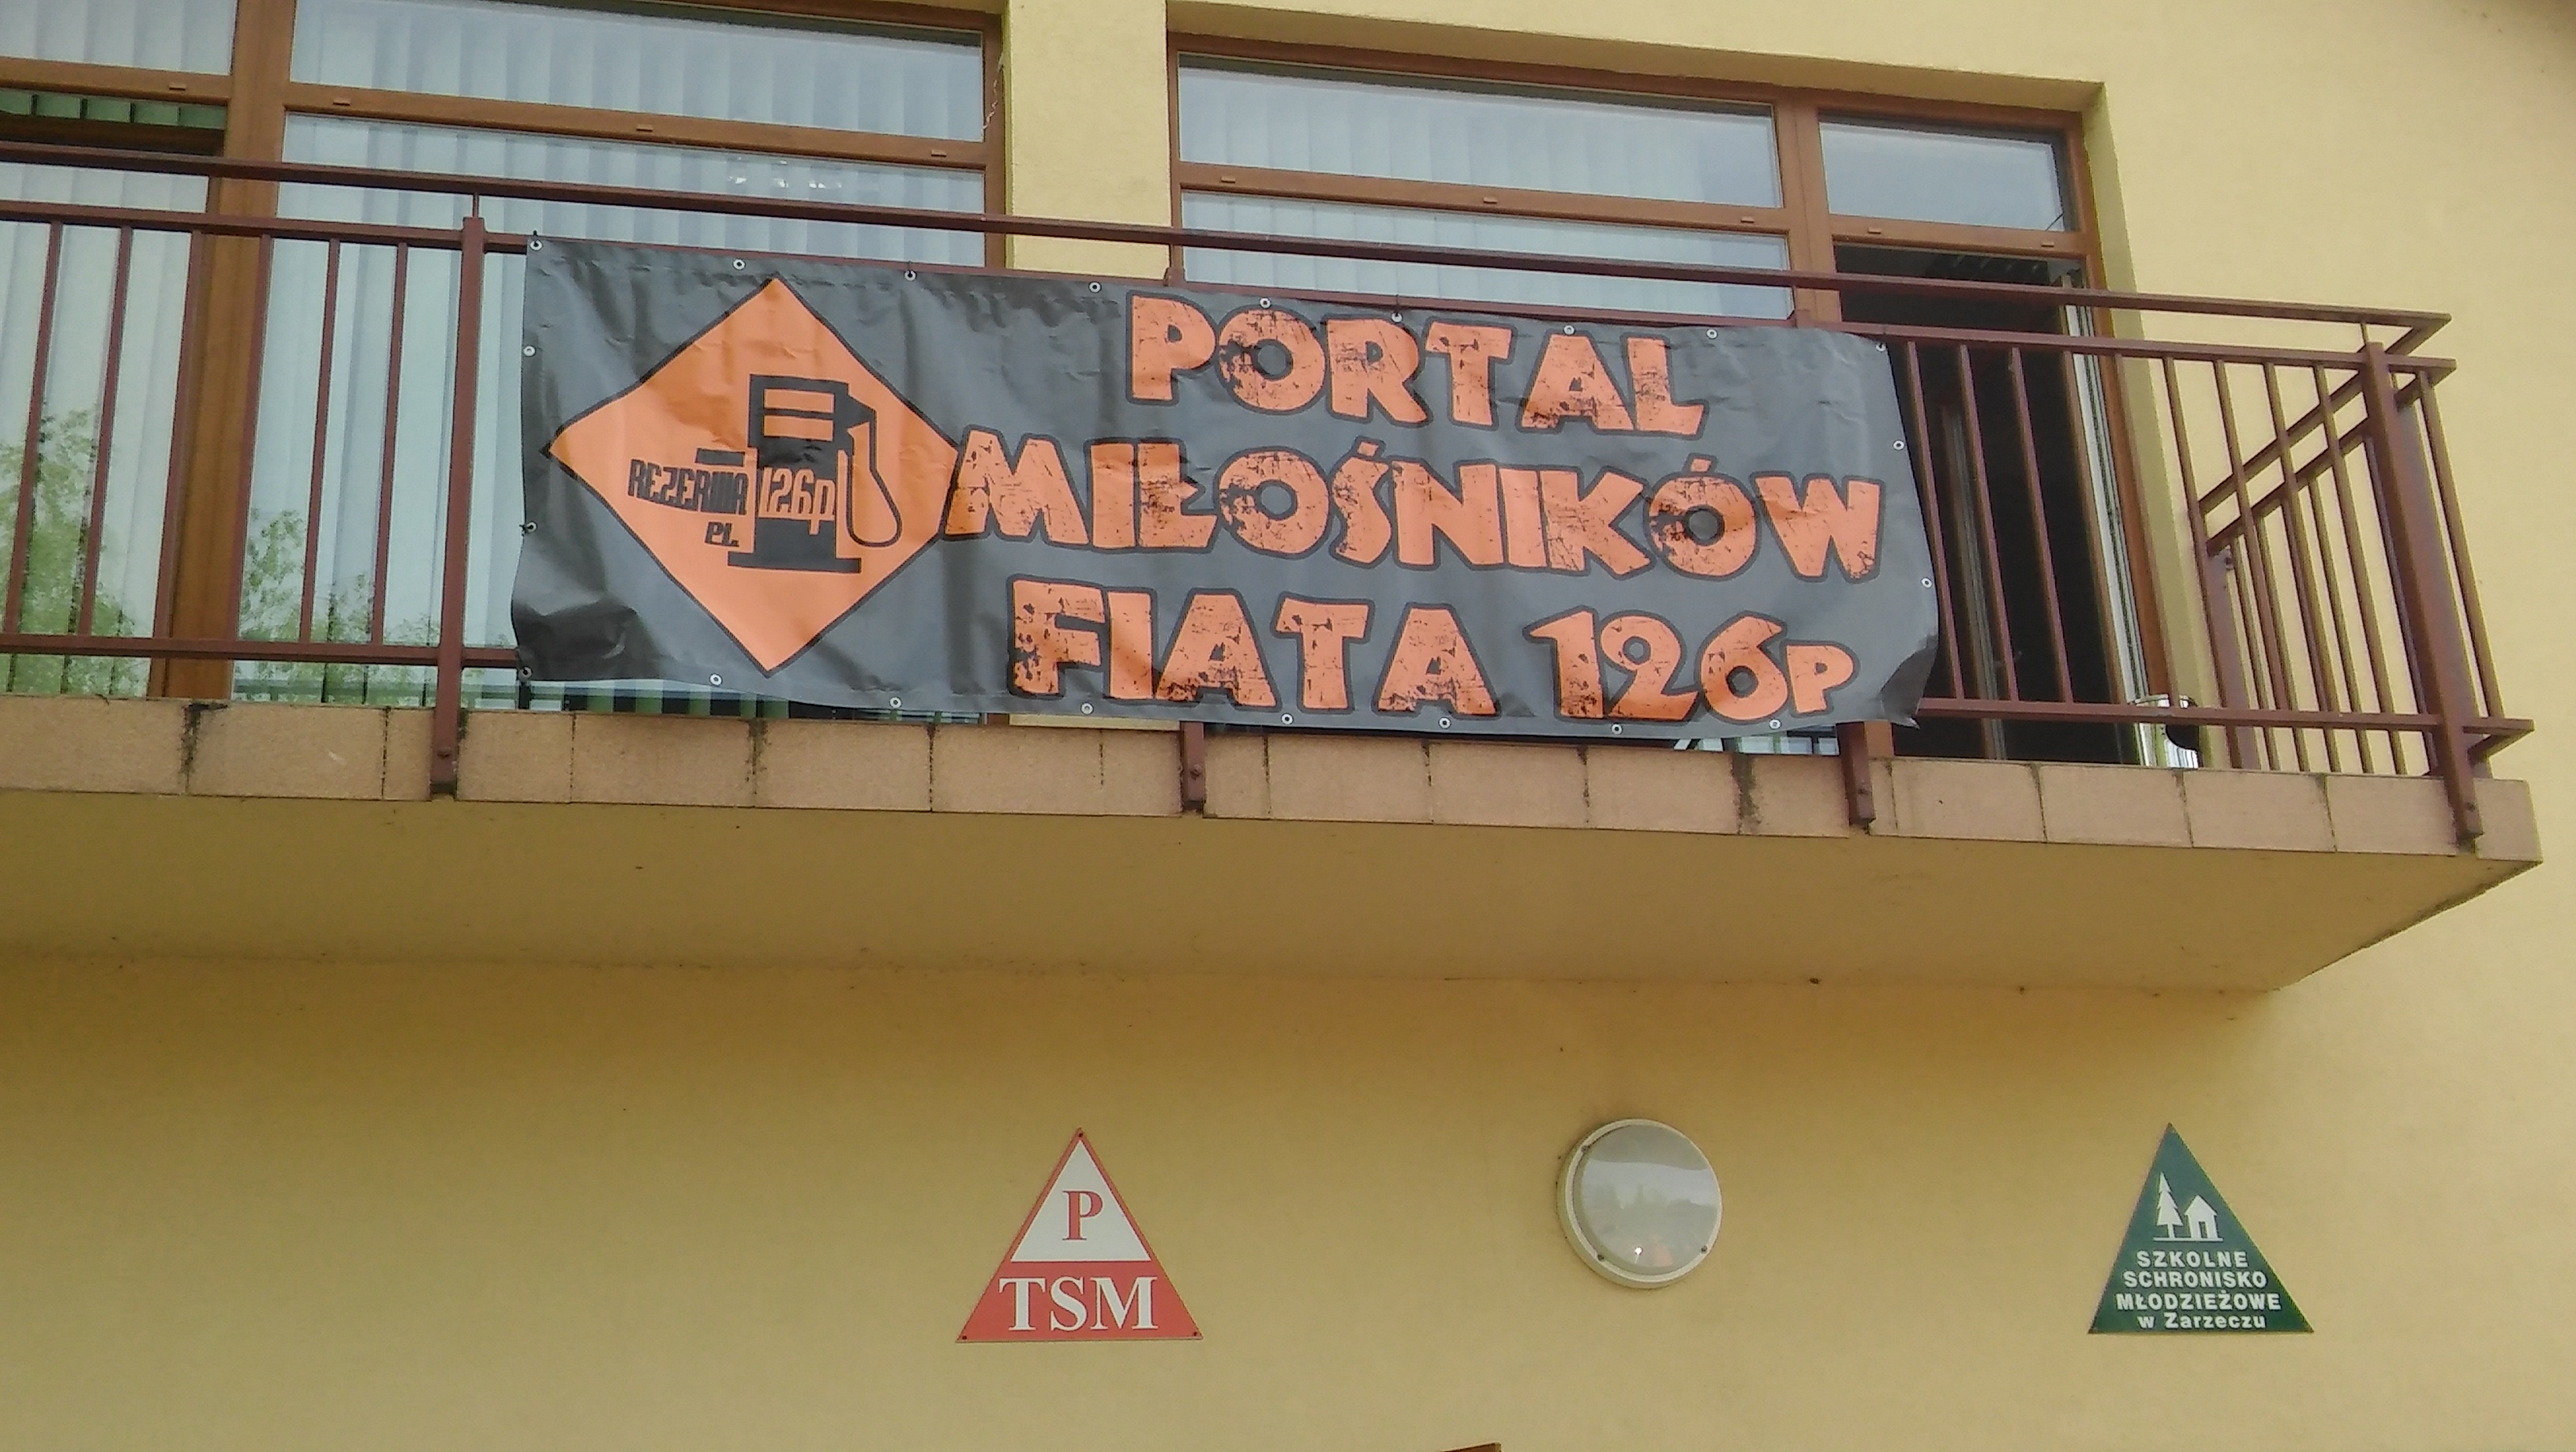 PORTAL
MIŁOŚNIKÓW
FIATA 126P
REZERWA 126p
PL
P
TSM
SZKOLNE
SCHRONISKO
MŁODZIEŻOWE
w Zarzeczu